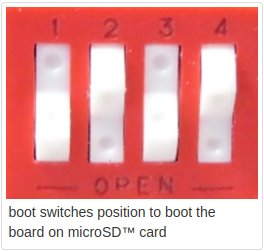 1 2 3 4
OPEN
boot switches position to boot the
board on microSD™ card